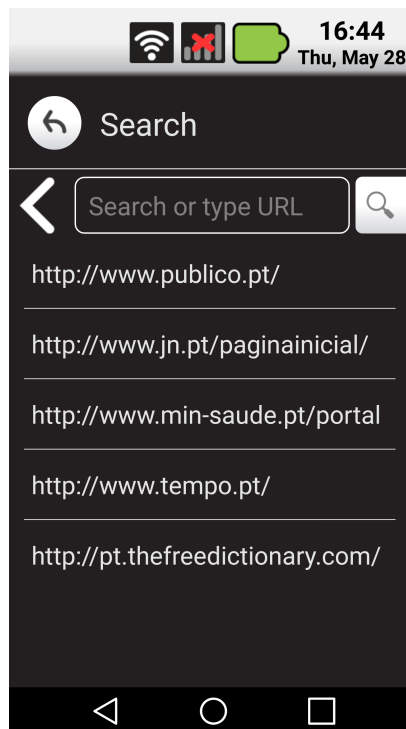 16:44
Thu, May 28
Search
Search or type URL
http://www.publico.pt/
http://www.jn.pt/paginainicial/
http://www.min-saude.pt/portal
http://www.tempo.pt/
http://pt.thefreedictionary.com/